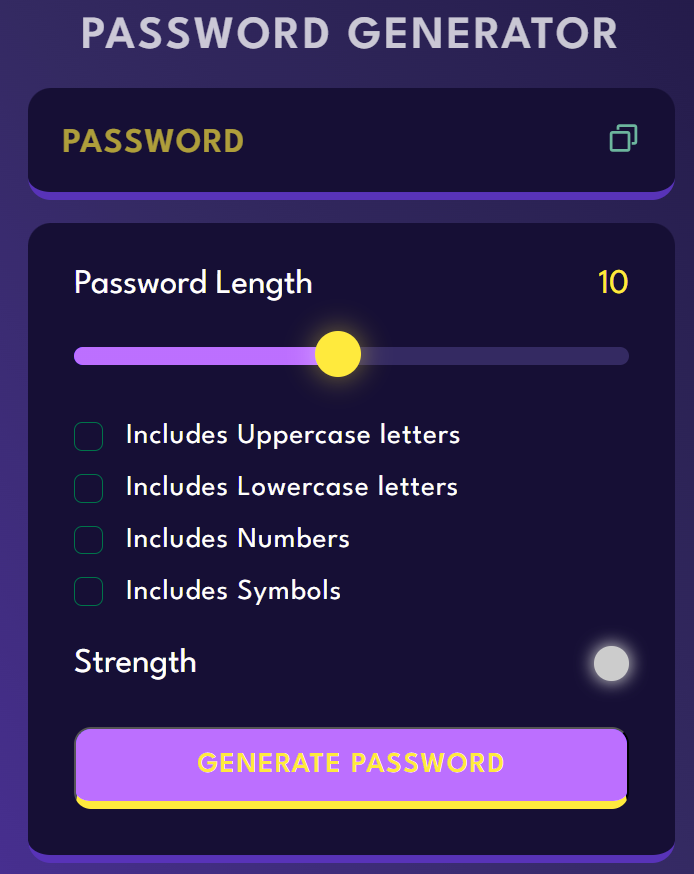 PASSWORD GENERATOR
PASSWORD
Password Length 10
Includes Uppercase letters
Includes Lowercase letters
Includes Numbers
Includes Symbols
Strength
GENERATE PASSWORD